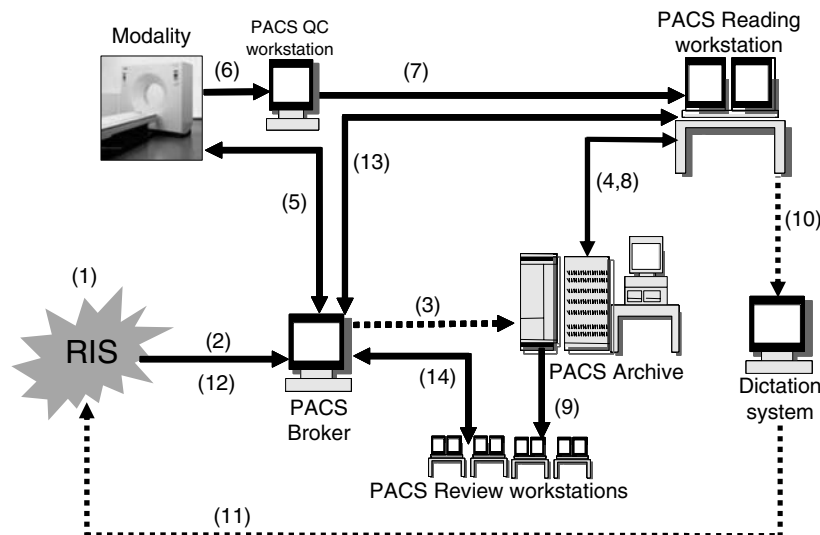 PACS Reading
workstation
PACS QC
workstation
Modality
(6)
(7)
(13)
(5)
(4,8)
(10)
(1)
RIS
(2)
(12)
(3)
(14)
PACS Archive
(9)
PACS
Broker
Dictation
system
PACS Review workstations
(11)